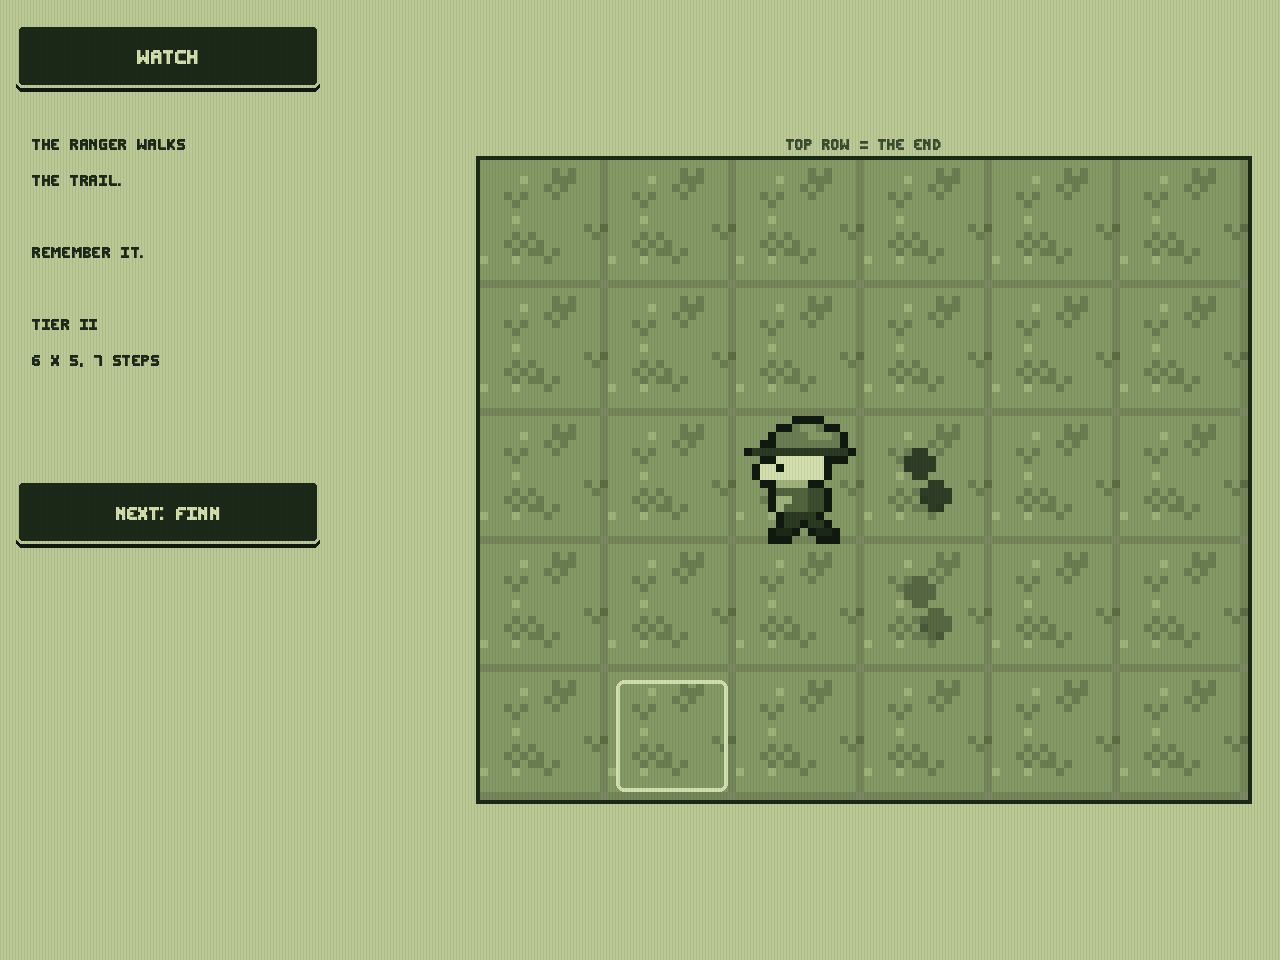 WATCH
THE RANGER WALKS
THE TRAIL.
REMEMBER IT.
TIER II
6 X 5, 7 STEPS
NEXT: FINN
TOP ROW = THE END